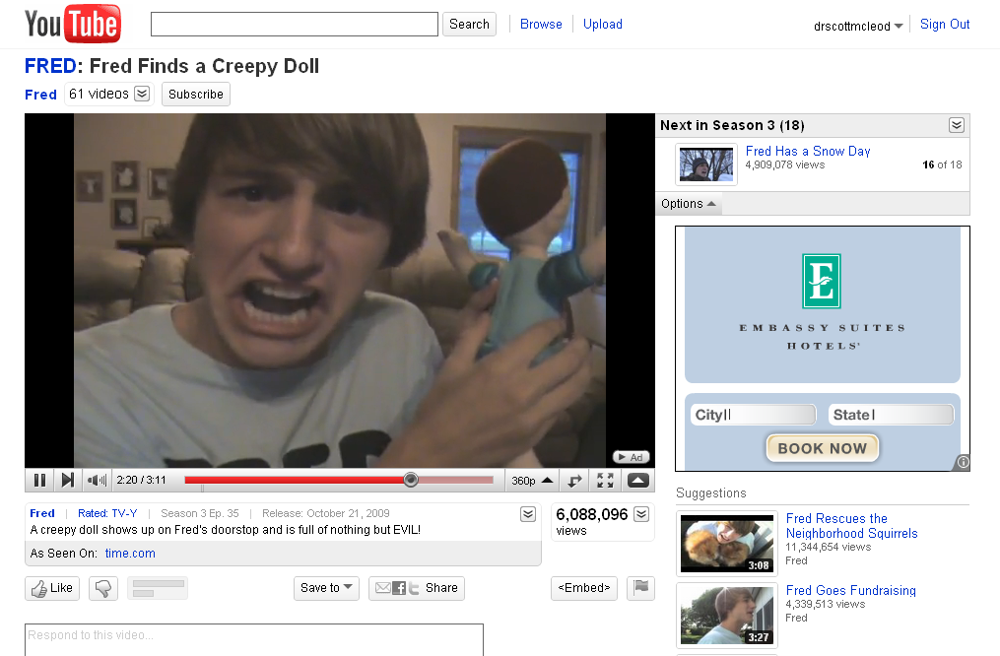 YouTube
Search
Browse
Upload
drscottmcleod
Sign Out
FRED: Fred Finds a Creepy Doll
Fred
61 videos
Subscribe
Next in Season 3 (18)
Fred Has a Snow Day
4,909,078 views
16 of 18
Options
E
EMBASSY SUITES
HOTELS
City
State
BOOK NOW
Ad
2:20 / 3:11
360p
Suggestions
Fred | Rated: TV-Y | Season 3 Ep. 35 | Release: October 21, 2009
A creepy doll shows up on Fred's doorstop and is full of nothing but EVIL!
As Seen On: time.com
6,088,096
views
Fred Rescues the
Neighborhood Squirrels
11,344,654 views
Fred
3:08
Like
Save to
Share
<Embed>
Fred Goes Fundraising
4,339,513 views
Fred
3:27
Respond to this video...